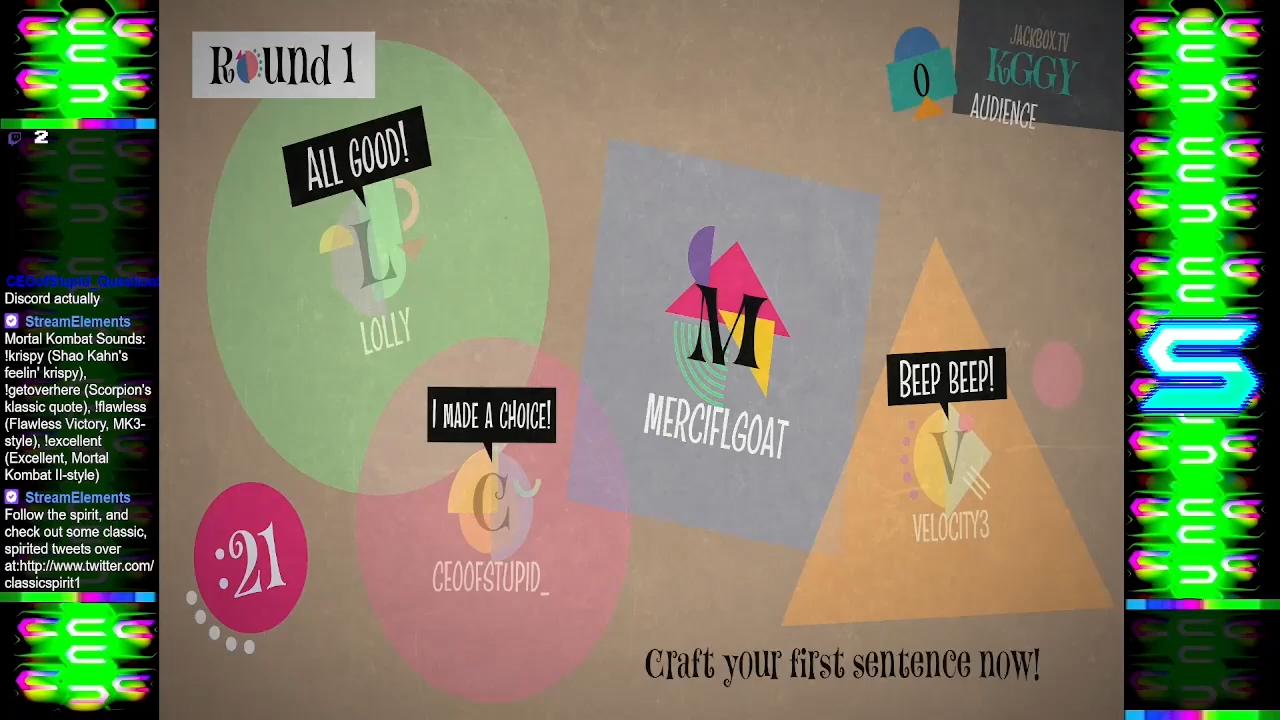 Round 1
ALL GOOD!
L
LOLLY
I MADE A CHOICE!
C
CEOOFSTUPID_
M
MERCIFLGOAT
BEEP BEEP!
V
VELOCITY3
0
AUDIENCE
JACKBOX.TV
KGGY
:21
Craft your first sentence now!
2
CEOofStupid_Question
Discord actually
StreamElements
Mortal Kombat Sounds:
!krispy (Shao Kahn's
feelin' krispy),
!getoverhere (Scorpion's
klassic quote), !flawless
(Flawless Victory, MK3-
style), !excellent
(Excellent, Mortal
Kombat II-style)
StreamElements
Follow the spirit, and
check out some classic,
spirited tweets over
at:http://www.twitter.com/
classicspirit1
S